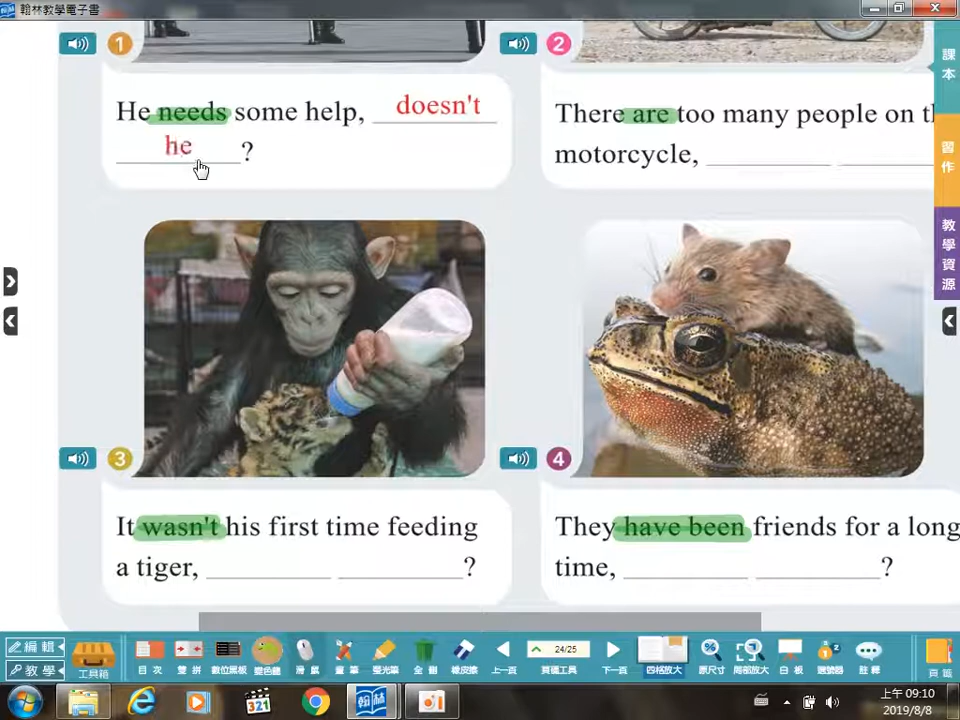 翰林教學電子書
1
2
He needs some help, doesn't
he ?
There are too many people on t
motorcycle,
課本
習作
教學資源
3
4
It wasn't his first time feeding
a tiger, ?
They have been friends for a long
time, ?
編輯
教學
工具箱
目次
雙拼
數位黑板
變色龍
滑鼠
畫筆
螢光筆
全刪
橡皮擦
上一頁
24/25
頁碼工具
下一頁
四格放大
原尺寸
局部放大
白板
選號器
註釋
頁籤
321
翰林
上午 09:10
2019/8/8